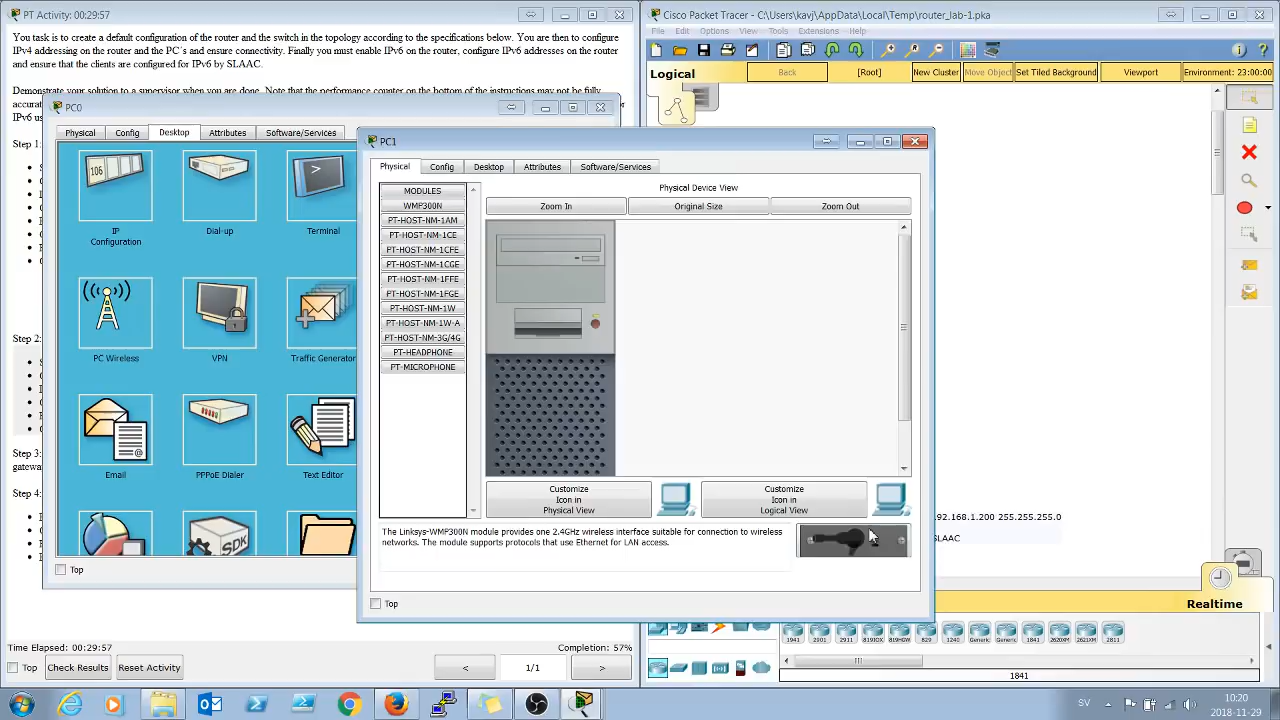 PT Activity: 00:29:57
You task is to create a default configuration of the router and the switch in the topology according to the specifications below. You are then to configure
IPv4 addressing on the router and the PC´s and ensure connectivity. Finally you must enable IPv6 on the router, configure IPv6 addresses on the router
and ensure that the clients are configured for IPv6 by SLAAC.
Demonstrate your solution to a supervisor when you are done. Note that the performance counter on the bottom of the instructions may not be fully
accurat
IPv6 us
Step 1:
Step 2:
Step 3:
gatewa
Step 4:
Time Elapsed: 00:29:57
Completion: 57%
Top
Check Results
Reset Activity
<
1/1
>
PC0
Physical
Config
Desktop
Attributes
Software/Services
106
IP
Configuration
Dial-up
Terminal
PC Wireless
VPN
Traffic Generator
Email
PPPoE Dialer
Text Editor
SDK
Top
PC1
Physical
Config
Desktop
Attributes
Software/Services
MODULES
WMP300N
PT-HOST-NM-1AM
PT-HOST-NM-1CE
PT-HOST-NM-1CFE
PT-HOST-NM-1CGE
PT-HOST-NM-1FFE
PT-HOST-NM-1FGE
PT-HOST-NM-1W
PT-HOST-NM-1W-A
PT-HOST-NM-3G/4G
PT-HEADPHONE
PT-MICROPHONE
Physical Device View
Zoom In
Original Size
Zoom Out
Customize
Icon in
Physical View
Customize
Icon in
Logical View
The Linksys-WMP300N module provides one 2.4GHz wireless interface suitable for connection to wireless
networks. The module supports protocols that use Ethernet for LAN access.
Top
Cisco Packet Tracer - C:\Users\kavj\AppData\Local\Temp\router_lab-1.pka
File Edit Options View Tools Extensions Help
Logical
Back
[Root]
New Cluster
Move Object
Set Tiled Background
Viewport
Environment: 23:00:00
92.168.1.200 255.255.255.0
SLAAC
Realtime
1941 2901 2911 819IOX 819HGW 829 1240 Generic Generic 1841 2620XM 2621XM 2811
1841
SV
10:20
2018-11-29